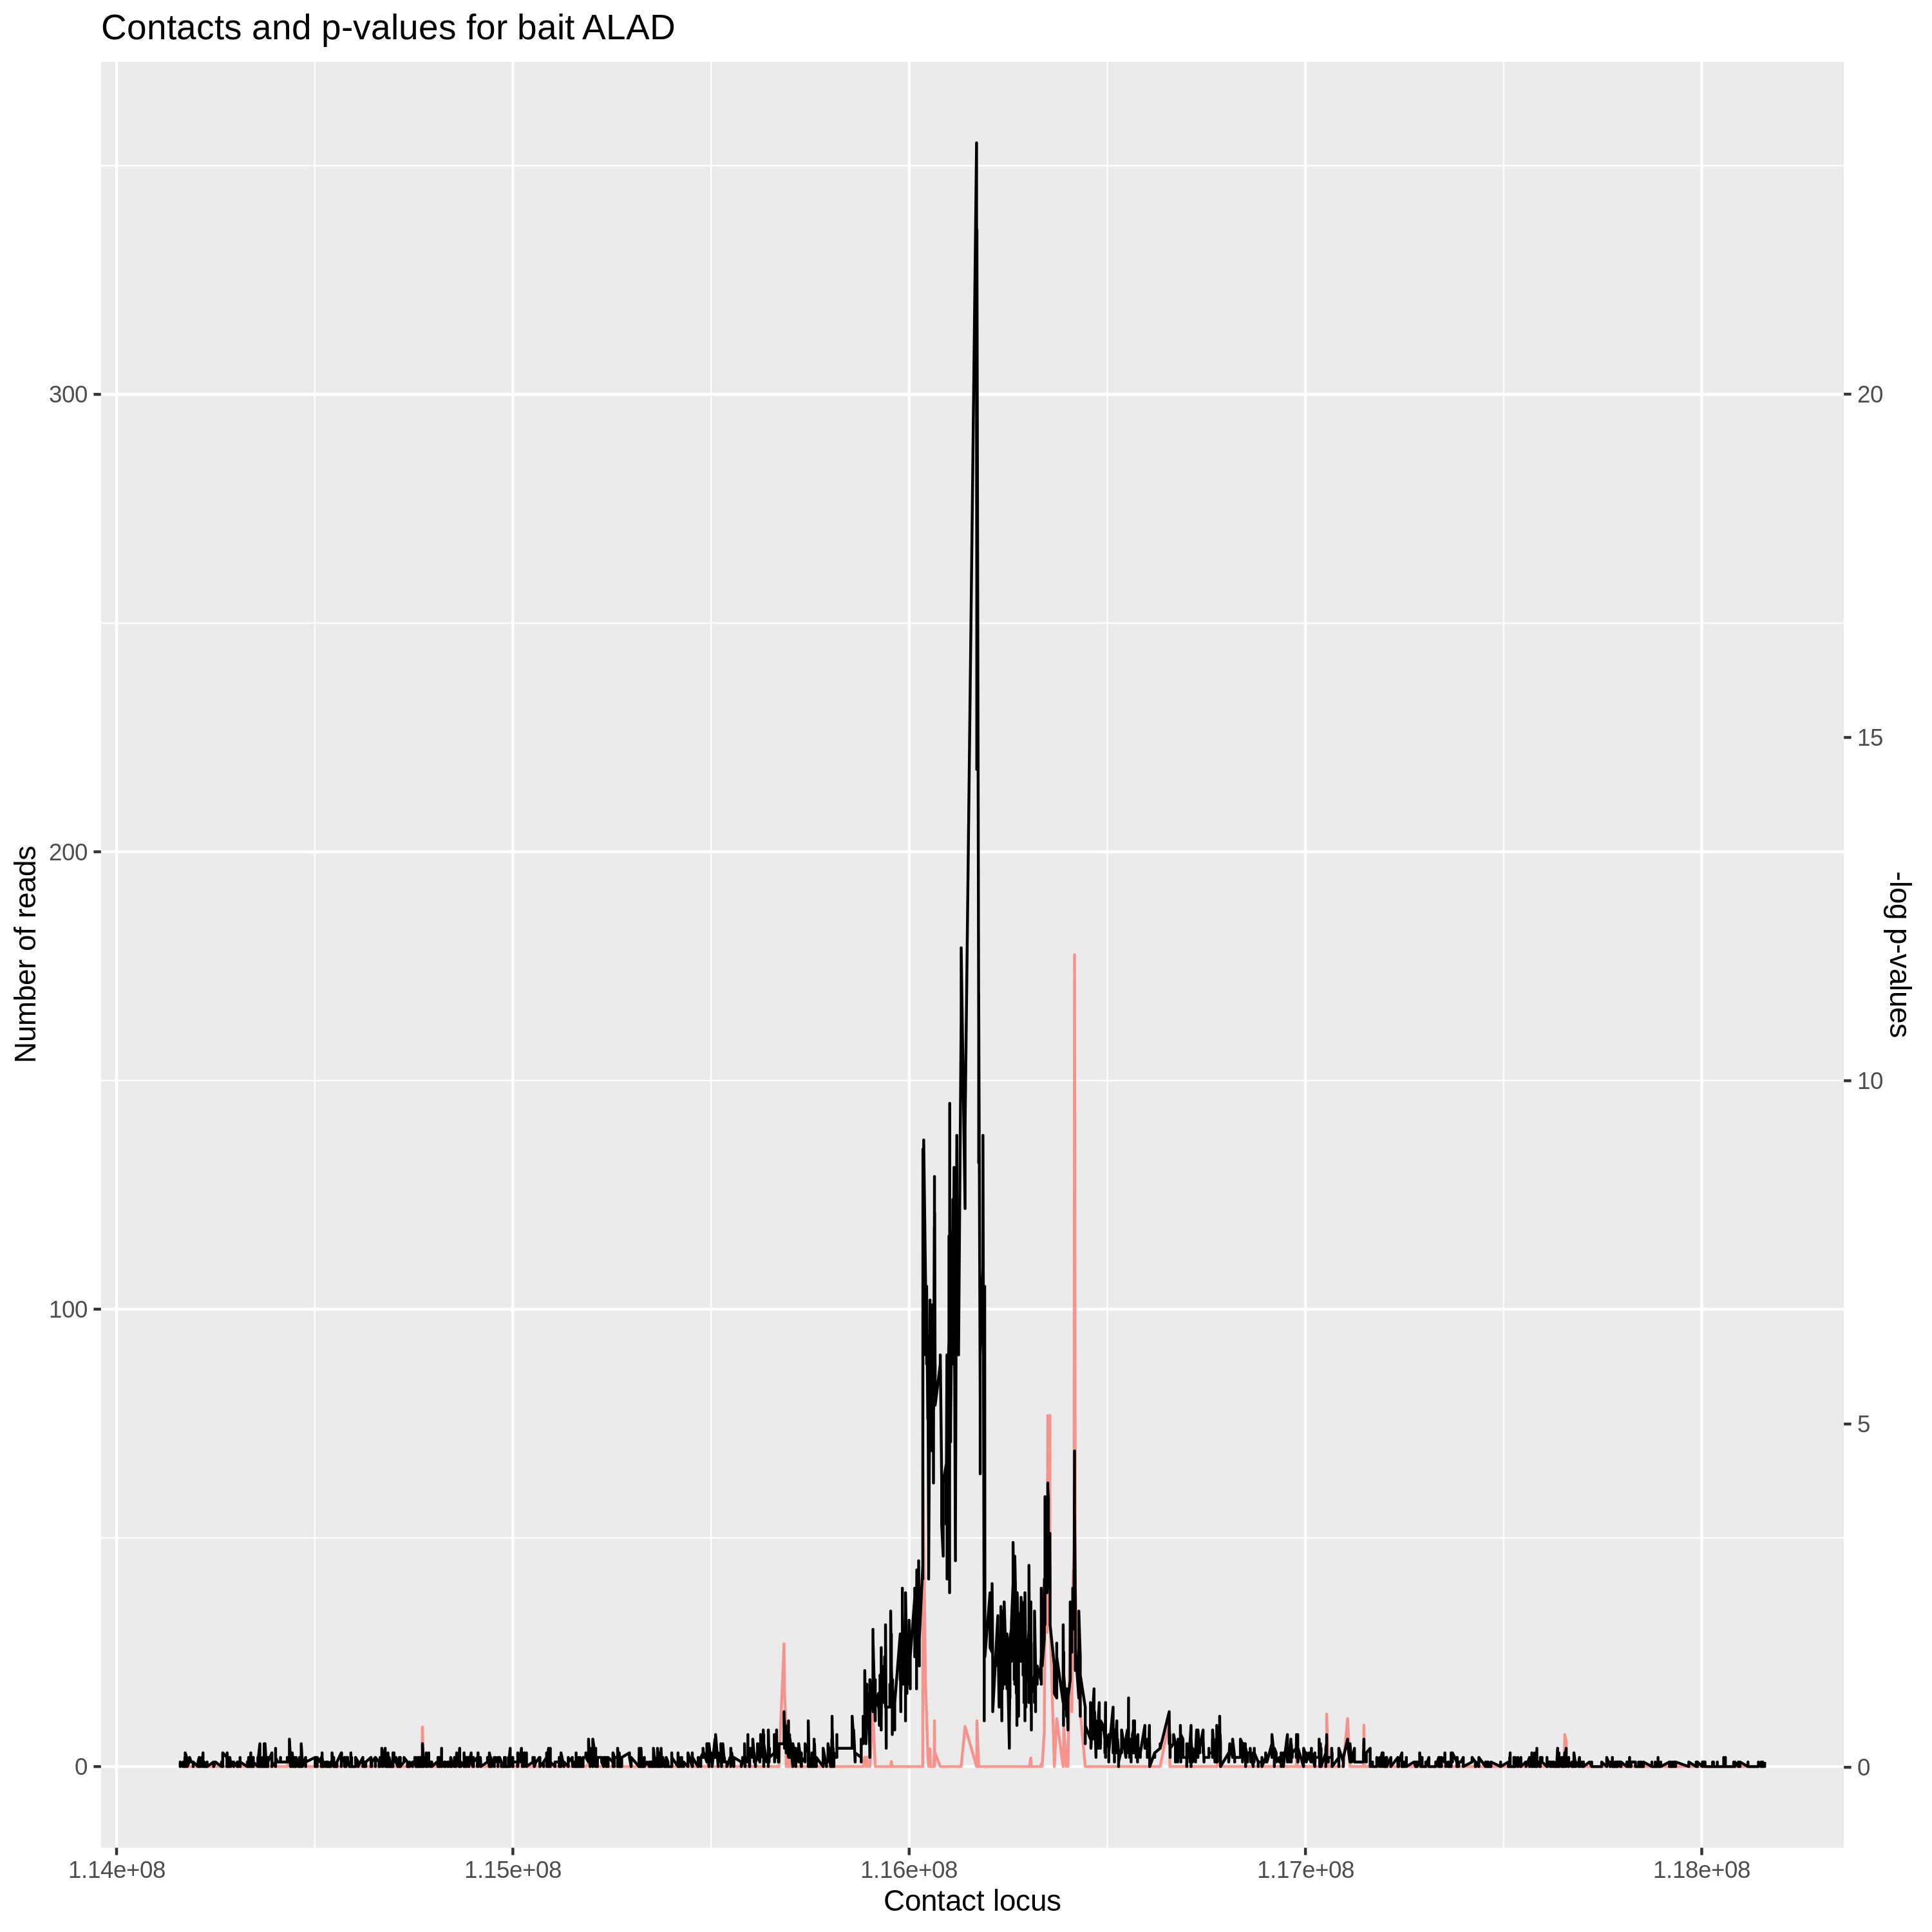 Contacts and p-values for bait ALAD
Number of reads
300
200
100
0
20
15
10
5
0
-log p-values
1.14e+08
1.15e+08
1.16e+08
1.17e+08
1.18e+08
Contact locus